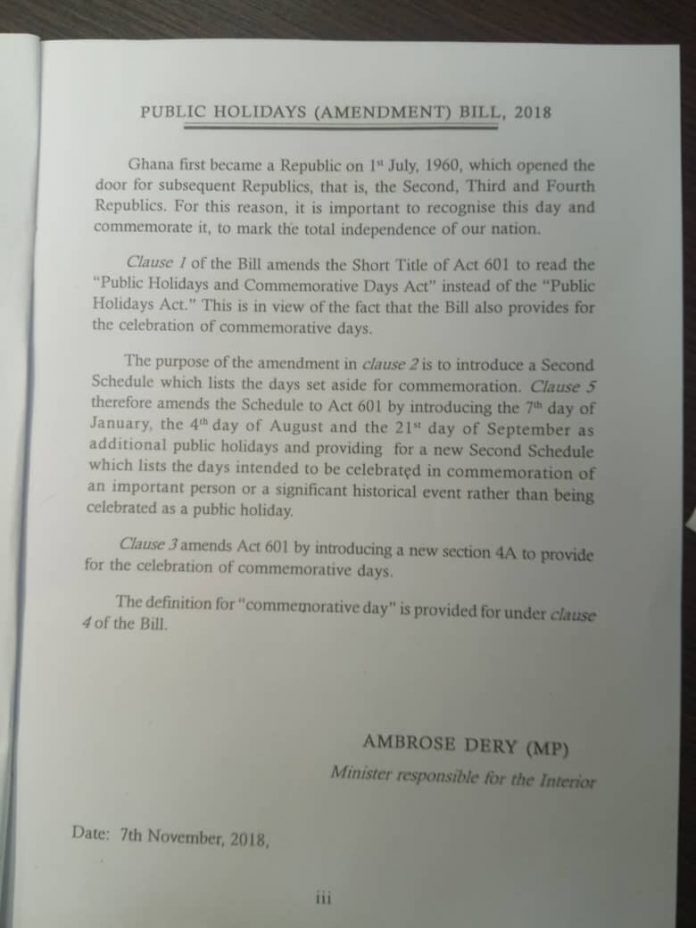 PUBLIC HOLIDAYS (AMENDMENT) BILL, 2018
Ghana first became a Republic on 1st July, 1960, which opened the
door for subsequent Republics, that is, the Second, Third and Fourth
Republics. For this reason, it is important to recognise this day and
commemorate it, to mark the total independence of our nation.
Clause 1 of the Bill amends the Short Title of Act 601 to read the
“Public Holidays and Commemorative Days Act” instead of the “Public
Holidays Act.” This is in view of the fact that the Bill also provides for
the celebration of commemorative days.
The purpose of the amendment in clause 2 is to introduce a Second
Schedule which lists the days set aside for commemoration. Clause 5
therefore amends the Schedule to Act 601 by introducing the 7th day of
January, the 4th day of August and the 21st day of September as
additional public holidays and providing for a new Second Schedule
which lists the days intended to be celebrated in commemoration of
an important person or a significant historical event rather than being
celebrated as a public holiday.
Clause 3 amends Act 601 by introducing a new section 4A to provide
for the celebration of commemorative days.
The definition for “commemorative day” is provided for under clause
4 of the Bill.
AMBROSE DERY (MP)
Minister responsible for the Interior
Date: 7th November, 2018,
iii